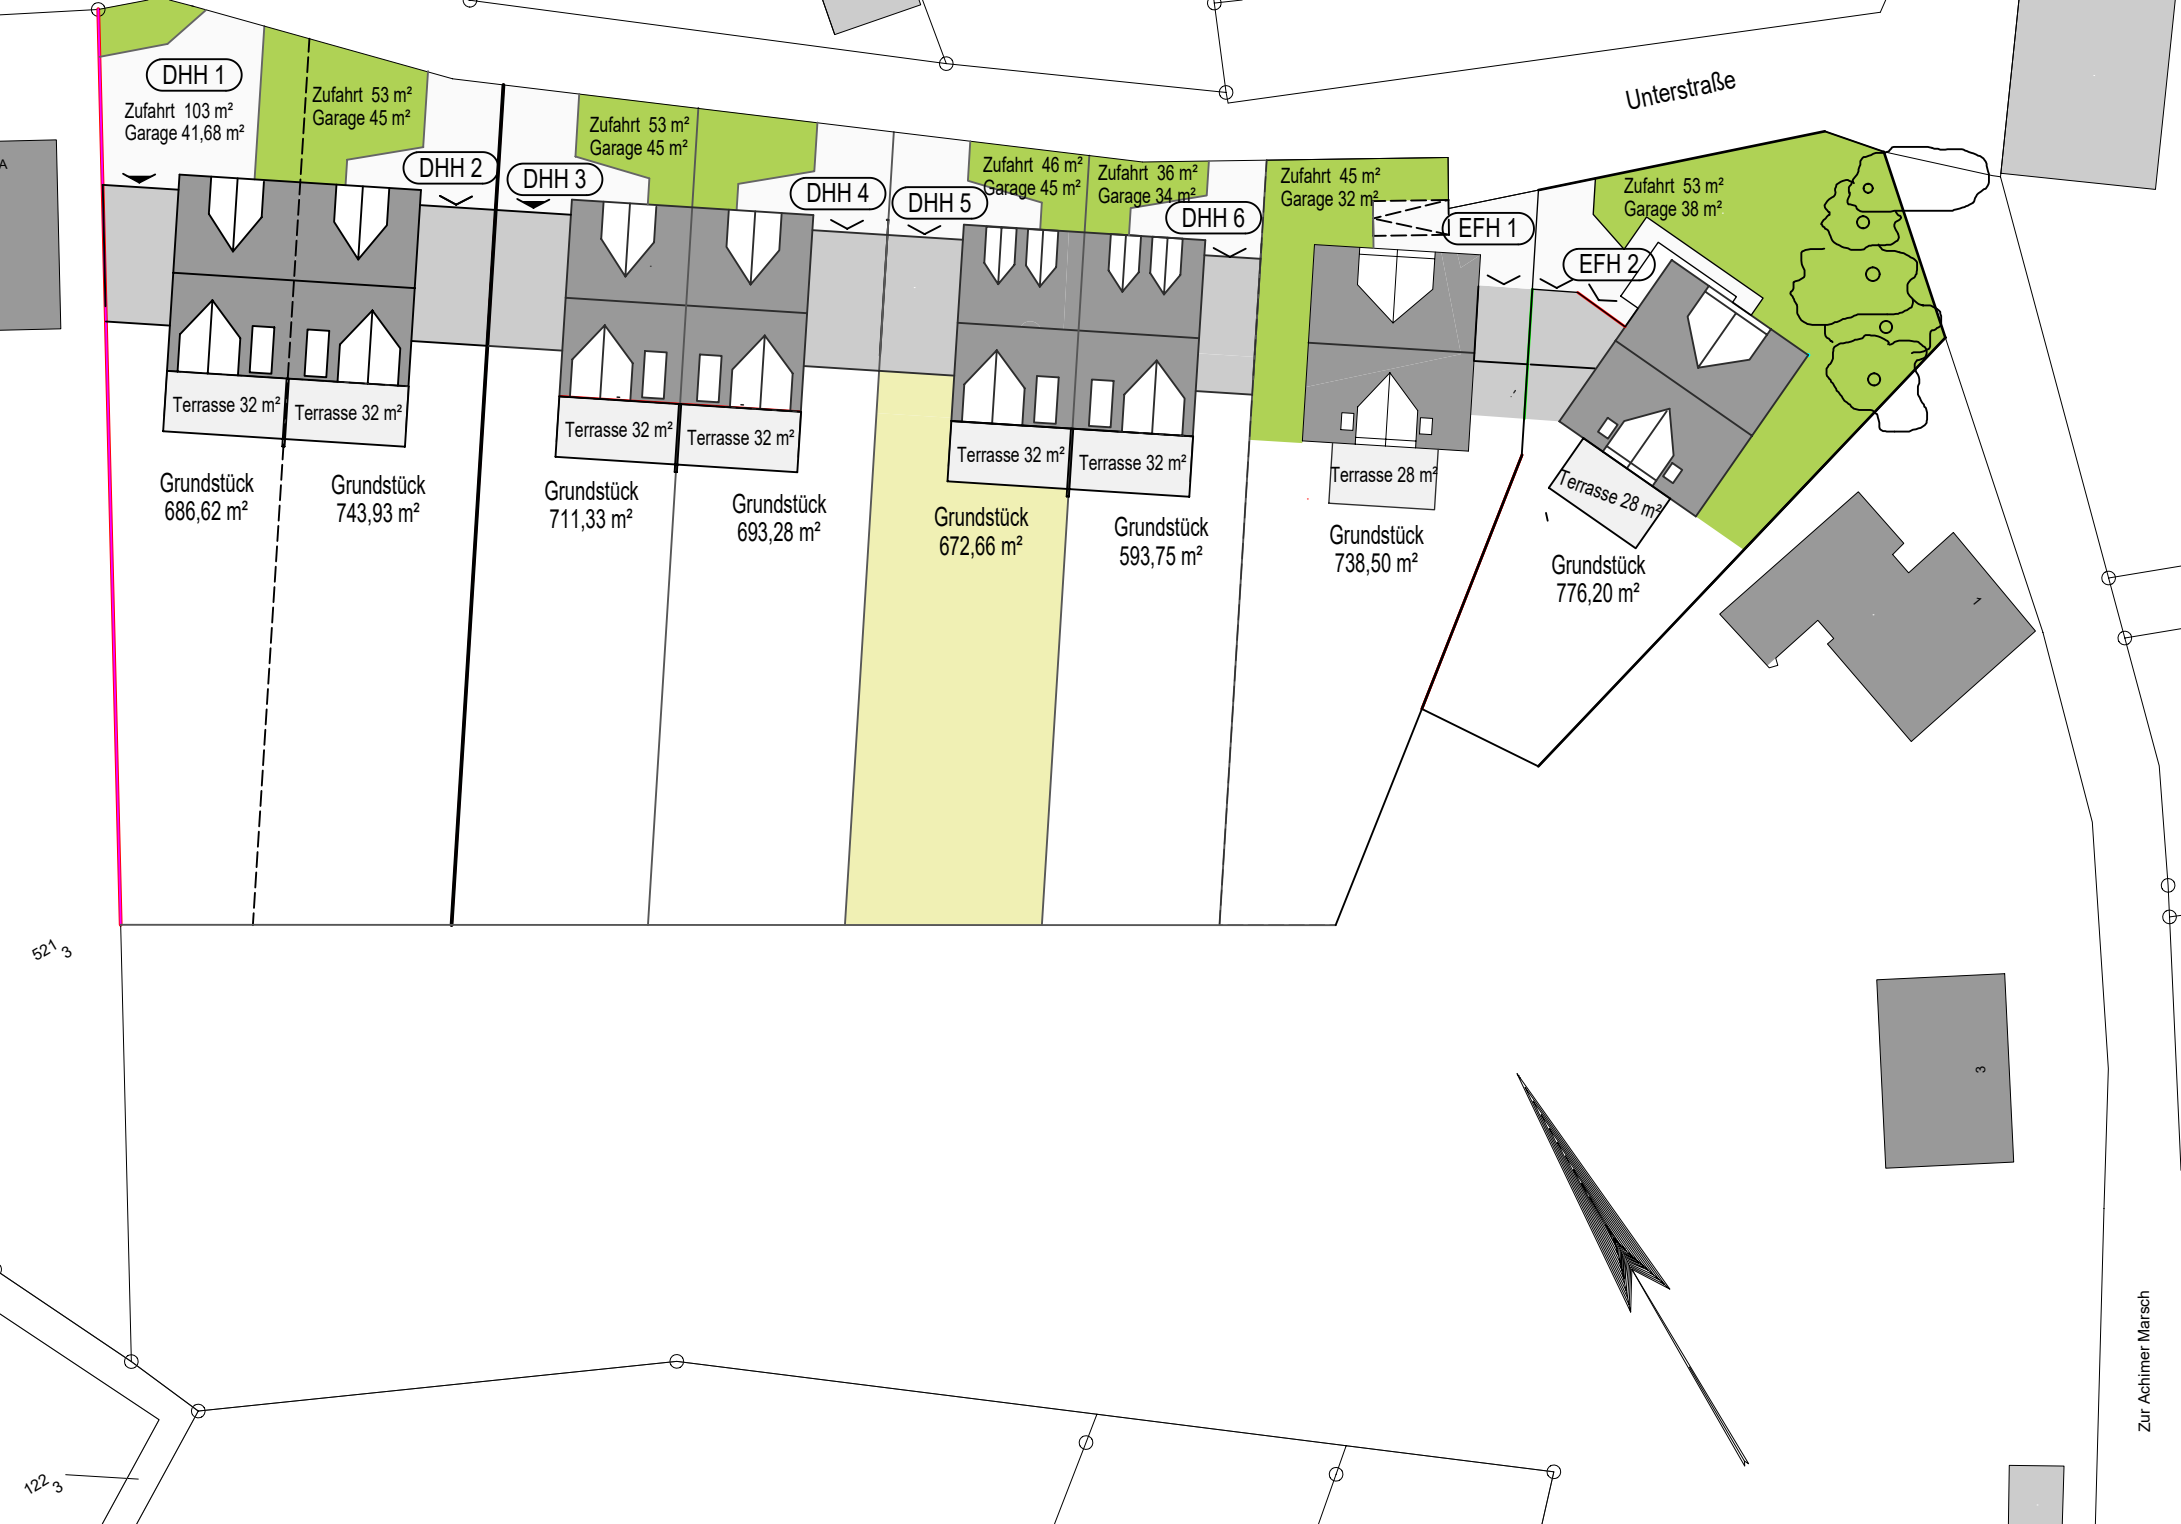 DHH 1
Zufahrt 103 m²
Garage 41,68 m²
Zufahrt 53 m²
Garage 45 m²
DHH 2
DHH 3
Zufahrt 53 m²
Garage 45 m²
DHH 4
DHH 5
Zufahrt 46 m²
Garage 45 m²
Zufahrt 36 m²
Garage 34 m²
DHH 6
Zufahrt 45 m²
Garage 32 m²
EFH 1
EFH 2
Zufahrt 53 m²
Garage 38 m²
Unterstraße
A
Terrasse 32 m²
Terrasse 32 m²
Terrasse 32 m²
Terrasse 32 m²
Terrasse 32 m²
Terrasse 32 m²
Terrasse 28 m²
Terrasse 28 m²
Grundstück
686,62 m²
Grundstück
743,93 m²
Grundstück
711,33 m²
Grundstück
693,28 m²
Grundstück
672,66 m²
Grundstück
593,75 m²
Grundstück
738,50 m²
Grundstück
776,20 m²
1
521 3
3
Zur Achimer Marsch
122 3